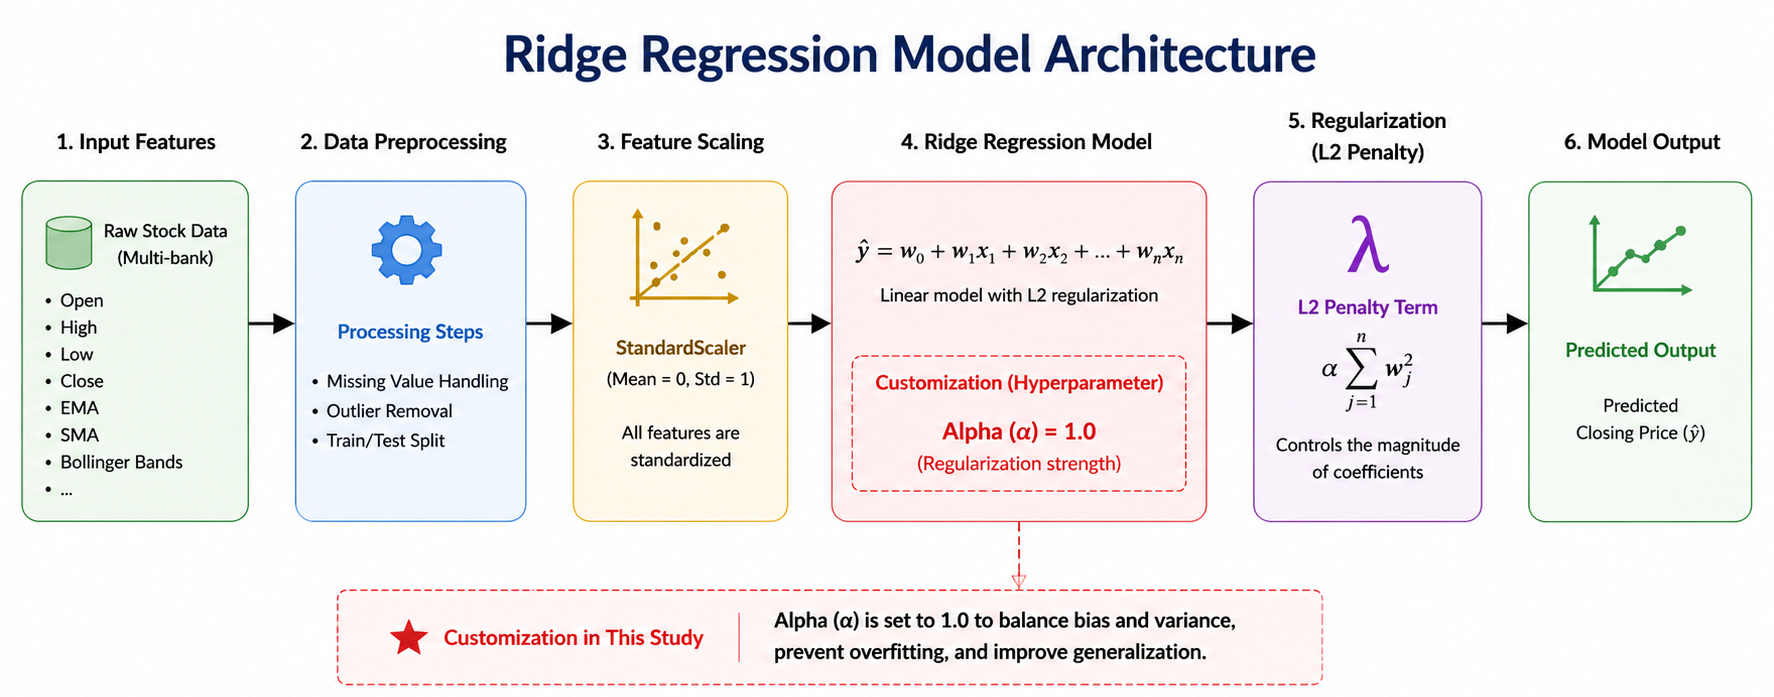 Ridge Regression Model Architecture
1. Input Features
Raw Stock Data
(Multi-bank)
• Open
• High
• Low
• Close
• EMA
• SMA
• Bollinger Bands
• ...
2. Data Preprocessing
Processing Steps
• Missing Value Handling
• Outlier Removal
• Train/Test Split
3. Feature Scaling
StandardScaler
(Mean = 0, Std = 1)
All features are
standardized
4. Ridge Regression Model
ŷ = w₀ + w₁x₁ + w₂x₂ + ... + wₙxₙ
Linear model with L2 regularization
Customization (Hyperparameter)
Alpha (α) = 1.0
(Regularization strength)
5. Regularization
(L2 Penalty)
λ
L2 Penalty Term
α ∑ⁿⱼ₌₁ wⱼ²
Controls the magnitude
of coefficients
6. Model Output
Predicted Output
Predicted
Closing Price (ŷ)
Customization in This Study
Alpha (α) is set to 1.0 to balance bias and variance,
prevent overfitting, and improve generalization.